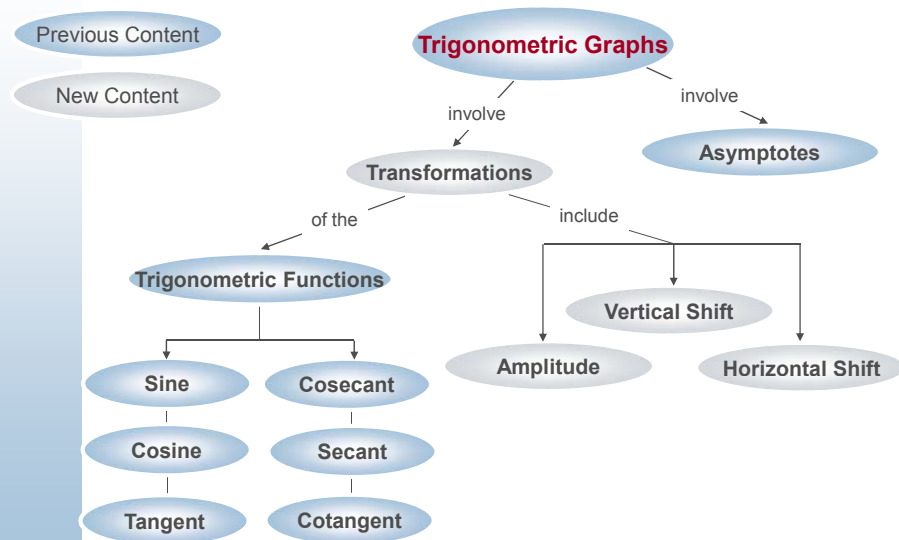 Previous Content
New Content
Trigonometric Graphs
involve
involve
Asymptotes
Transformations
of the
include
Trigonometric Functions
Vertical Shift
Amplitude
Horizontal Shift
Sine
Cosecant
Cosine
Secant
Tangent
Cotangent